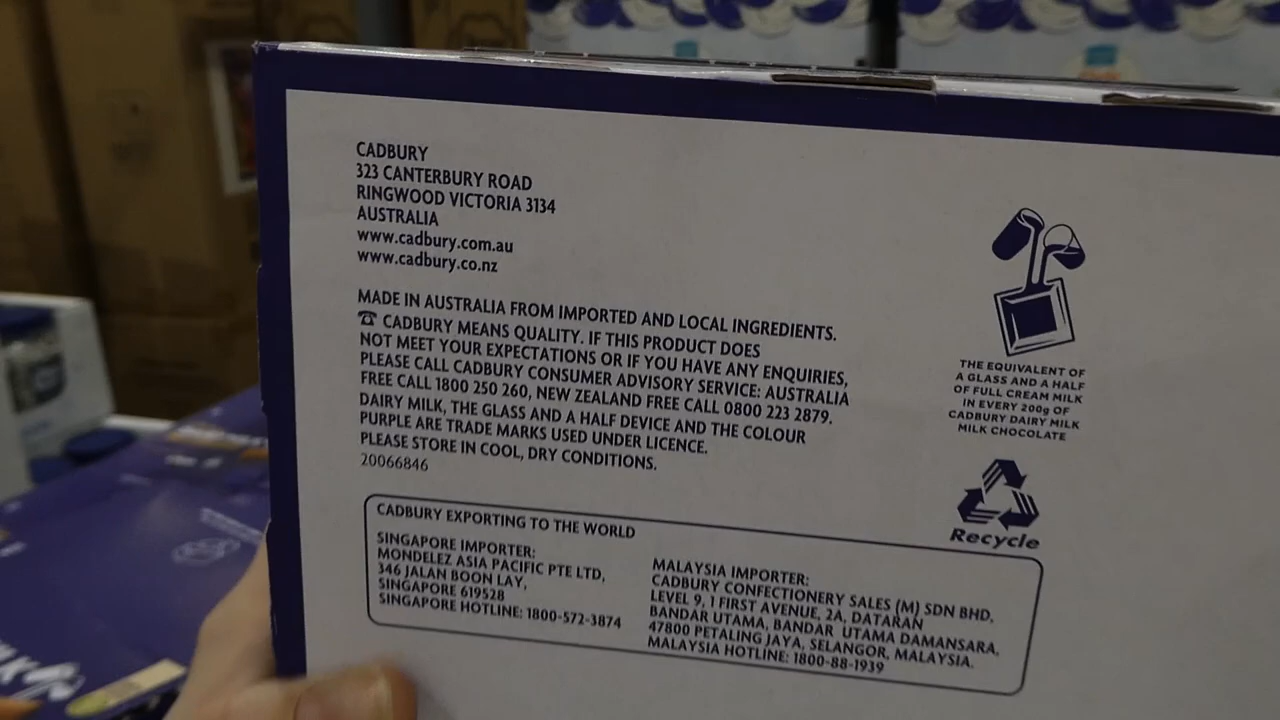 CADBURY
323 CANTERBURY ROAD
RINGWOOD VICTORIA 3134
AUSTRALIA
www.cadbury.com.au
www.cadbury.co.nz
MADE IN AUSTRALIA FROM IMPORTED AND LOCAL INGREDIENTS.
☎ CADBURY MEANS QUALITY. IF THIS PRODUCT DOES
NOT MEET YOUR EXPECTATIONS OR IF YOU HAVE ANY ENQUIRIES,
PLEASE CALL CADBURY CONSUMER ADVISORY SERVICE: AUSTRALIA
FREE CALL 1800 250 260, NEW ZEALAND FREE CALL 0800 223 2879.
DAIRY MILK, THE GLASS AND A HALF DEVICE AND THE COLOUR
PURPLE ARE TRADE MARKS USED UNDER LICENCE.
PLEASE STORE IN COOL, DRY CONDITIONS.
20066846
THE EQUIVALENT OF
A GLASS AND A HALF
OF FULL CREAM MILK
IN EVERY 200g OF
CADBURY DAIRY MILK
MILK CHOCOLATE
Recycle
CADBURY EXPORTING TO THE WORLD
SINGAPORE IMPORTER:
MONDELEZ ASIA PACIFIC PTE LTD,
346 JALAN BOON LAY,
SINGAPORE 619528
SINGAPORE HOTLINE: 1800-572-3874
MALAYSIA IMPORTER:
CADBURY CONFECTIONERY SALES (M) SDN BHD,
LEVEL 9, 1 FIRST AVENUE, 2A, DATARAN
BANDAR UTAMA, BANDAR UTAMA DAMANSARA,
47800 PETALING JAYA, SELANGOR, MALAYSIA.
MALAYSIA HOTLINE: 1800-88-1939